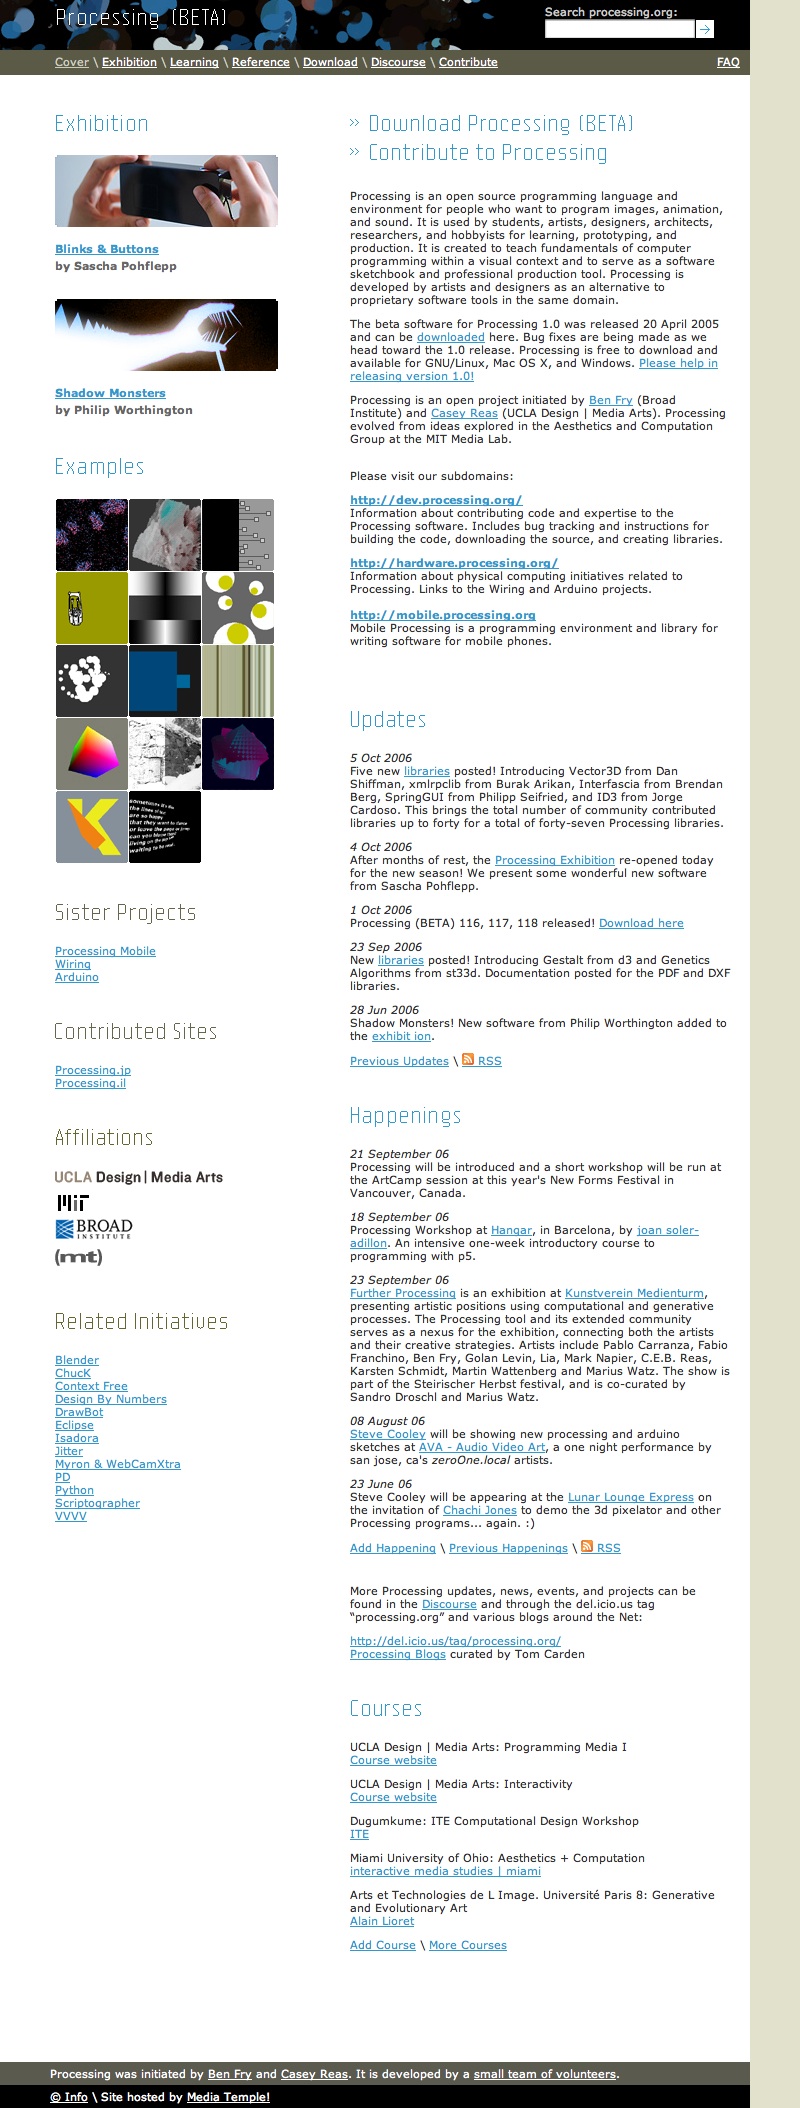 Processing (BETA)
Search processing.org:
Cover \ Exhibition \ Learning \ Reference \ Download \ Discourse \ Contribute
FAQ
Exhibition
Blinks & Buttons
by Sascha Pohflepp
Shadow Monsters
by Philip Worthington
Examples
sometimes it's the
the lines of text
are so happy
that they want to dance
or leave the page or jump
can you blame them?
living on the page like
waiting to be read
Sister Projects
Processing Mobile
Wiring
Arduino
Contributed Sites
Processing.jp
Processing.il
Affiliations
UCLA Design | Media Arts
MIT
BROAD
INSTITUTE
(mt)
Related Initiatives
Blender
ChucK
Context Free
Design By Numbers
DrawBot
Eclipse
Isadora
Jitter
Myron & WebCamXtra
PD
Python
Scriptographer
VVVV
» Download Processing (BETA)
» Contribute to Processing
Processing is an open source programming language and
environment for people who want to program images, animation,
and sound. It is used by students, artists, designers, architects,
researchers, and hobbyists for learning, prototyping, and
production. It is created to teach fundamentals of computer
programming within a visual context and to serve as a software
sketchbook and professional production tool. Processing is
developed by artists and designers as an alternative to
proprietary software tools in the same domain.
The beta software for Processing 1.0 was released 20 April 2005
and can be downloaded here. Bug fixes are being made as we
head toward the 1.0 release. Processing is free to download and
available for GNU/Linux, Mac OS X, and Windows. Please help in
releasing version 1.0!
Processing is an open project initiated by Ben Fry (Broad
Institute) and Casey Reas (UCLA Design | Media Arts). Processing
evolved from ideas explored in the Aesthetics and Computation
Group at the MIT Media Lab.
Please visit our subdomains:
http://dev.processing.org/
Information about contributing code and expertise to the
Processing software. Includes bug tracking and instructions for
building the code, downloading the source, and creating libraries.
http://hardware.processing.org/
Information about physical computing initiatives related to
Processing. Links to the Wiring and Arduino projects.
http://mobile.processing.org
Mobile Processing is a programming environment and library for
writing software for mobile phones.
Updates
5 Oct 2006
Five new libraries posted! Introducing Vector3D from Dan
Shiffman, xmlrpclib from Burak Arikan, Interfascia from Brendan
Berg, SpringGUI from Philipp Seifried, and ID3 from Jorge
Cardoso. This brings the total number of community contributed
libraries up to forty for a total of forty-seven Processing libraries.
4 Oct 2006
After months of rest, the Processing Exhibition re-opened today
for the new season! We present some wonderful new software
from Sascha Pohflepp.
1 Oct 2006
Processing (BETA) 116, 117, 118 released! Download here
23 Sep 2006
New libraries posted! Introducing Gestalt from d3 and Genetics
Algorithms from st33d. Documentation posted for the PDF and DXF
libraries.
28 Jun 2006
Shadow Monsters! New software from Philip Worthington added to
the exhibit ion.
Previous Updates \ RSS
Happenings
21 September 06
Processing will be introduced and a short workshop will be run at
the ArtCamp session at this year's New Forms Festival in
Vancouver, Canada.
18 September 06
Processing Workshop at Hangar, in Barcelona, by joan soler-
adillon. An intensive one-week introductory course to
programming with p5.
23 September 06
Further Processing is an exhibition at Kunstverein Medienturm,
presenting artistic positions using computational and generative
processes. The Processing tool and its extended community
serves as a nexus for the exhibition, connecting both the artists
and their creative strategies. Artists include Pablo Carranza, Fabio
Franchino, Ben Fry, Golan Levin, Lia, Mark Napier, C.E.B. Reas,
Karsten Schmidt, Martin Wattenberg and Marius Watz. The show is
part of the Steirischer Herbst festival, and is co-curated by
Sandro Droschl and Marius Watz.
08 August 06
Steve Cooley will be showing new processing and arduino
sketches at AVA - Audio Video Art, a one night performance by
san jose, ca's zeroOne.local artists.
23 June 06
Steve Cooley will be appearing at the Lunar Lounge Express on
the invitation of Chachi Jones to demo the 3d pixelator and other
Processing programs... again. :)
Add Happening \ Previous Happenings \ RSS
More Processing updates, news, events, and projects can be
found in the Discourse and through the del.icio.us tag
“processing.org” and various blogs around the Net:
http://del.icio.us/tag/processing.org/
Processing Blogs curated by Tom Carden
Courses
UCLA Design | Media Arts: Programming Media I
Course website
UCLA Design | Media Arts: Interactivity
Course website
Dugumkume: ITE Computational Design Workshop
ITE
Miami University of Ohio: Aesthetics + Computation
interactive media studies | miami
Arts et Technologies de L Image. Université Paris 8: Generative
and Evolutionary Art
Alain Lioret
Add Course \ More Courses
Processing was initiated by Ben Fry and Casey Reas. It is developed by a small team of volunteers.
© Info \ Site hosted by Media Temple!